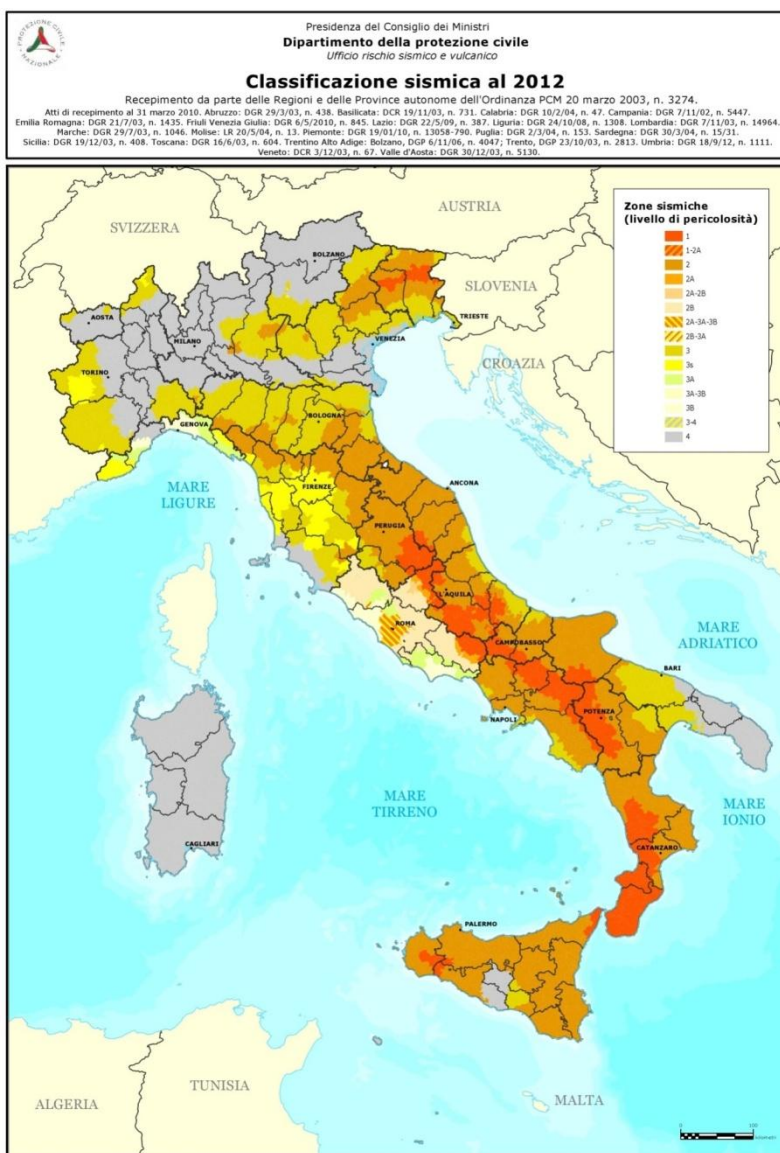 PROTEZIONE CIVILE
NAZIONALE
Presidenza del Consiglio dei Ministri
Dipartimento della protezione civile
Ufficio rischio sismico e vulcanico
Classificazione sismica al 2012
Recepimento da parte delle Regioni e delle Province autonome dell'Ordinanza PCM 20 marzo 2003, n. 3274.
Atti di recepimento al 31 marzo 2010. Abruzzo: DGR 29/3/03, n. 438. Basilicata: DCR 19/11/03, n. 731. Calabria: DGR 10/2/04, n. 47. Campania: DGR 7/11/02, n. 5447.
Emilia Romagna: DGR 21/7/03, n. 1435. Friuli Venezia Giulia: DGR 6/5/2010, n. 845. Lazio: DGR 22/5/09, n. 387. Liguria: DGR 24/10/08, n. 1308. Lombardia: DGR 7/11/03, n. 14964.
Marche: DGR 29/7/03, n. 1046. Molise: LR 20/5/04, n. 13. Piemonte: DGR 19/01/10, n. 13058-790. Puglia: DGR 2/3/04, n. 153. Sardegna: DGR 30/3/04, n. 15/31.
Sicilia: DGR 19/12/03, n. 408. Toscana: DGR 16/6/03, n. 604. Trentino Alto Adige: Bolzano, DGP 6/11/06, n. 4047; Trento, DGP 23/10/03, n. 2813. Umbria: DGR 18/9/12, n. 1111.
Veneto: DCR 3/12/03, n. 67. Valle d'Aosta: DGR 30/12/03, n. 5130.
Zone sismiche
(livello di pericolosità)
1
1-2A
2
2A
2A-2B
2B
2A-3A-3B
2B-3A
3
3s
3A
3A-3B
3B
3-4
4
AUSTRIA
SVIZZERA
BOLZANO
SLOVENIA
AOSTA
TRIESTE
MILANO
VENEZIA
CROAZIA
TORINO
BOLOGNA
GENOVA
FIRENZE
MARE
LIGURE
ANCONA
PERUGIA
L'AQUILA
ROMA
MARE
ADRIATICO
CAMPOBASSO
BARI
NAPOLI
POTENZA
MARE
TIRRENO
MARE
IONIO
CAGLIARI
CATANZARO
PALERMO
TUNISIA
ALGERIA
MALTA
0
100